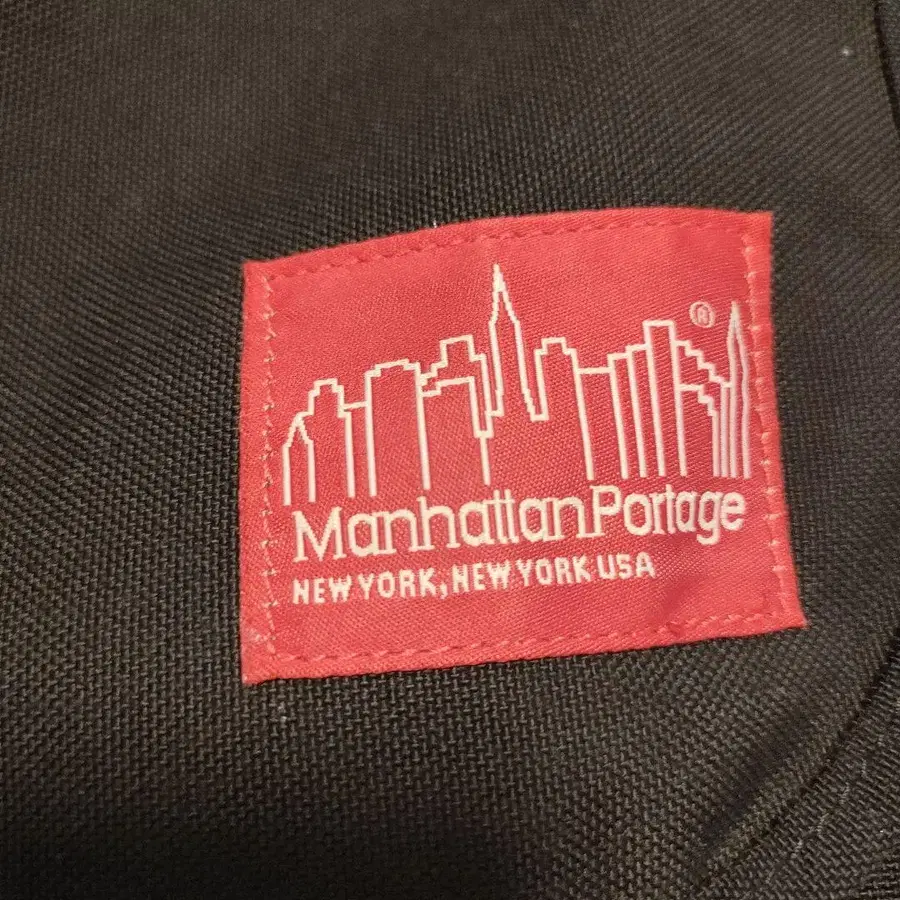 ®
ManhattanPortage
NEW YORK, NEW YORK USA